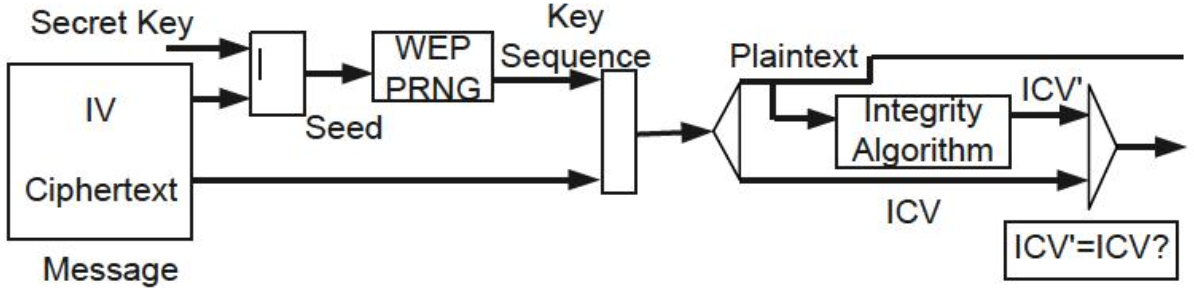 Secret Key
IV
Ciphertext
Message
|
Seed
WEP
PRNG
Key
Sequence
Plaintext
Integrity
Algorithm
ICV'
ICV
ICV'=ICV?